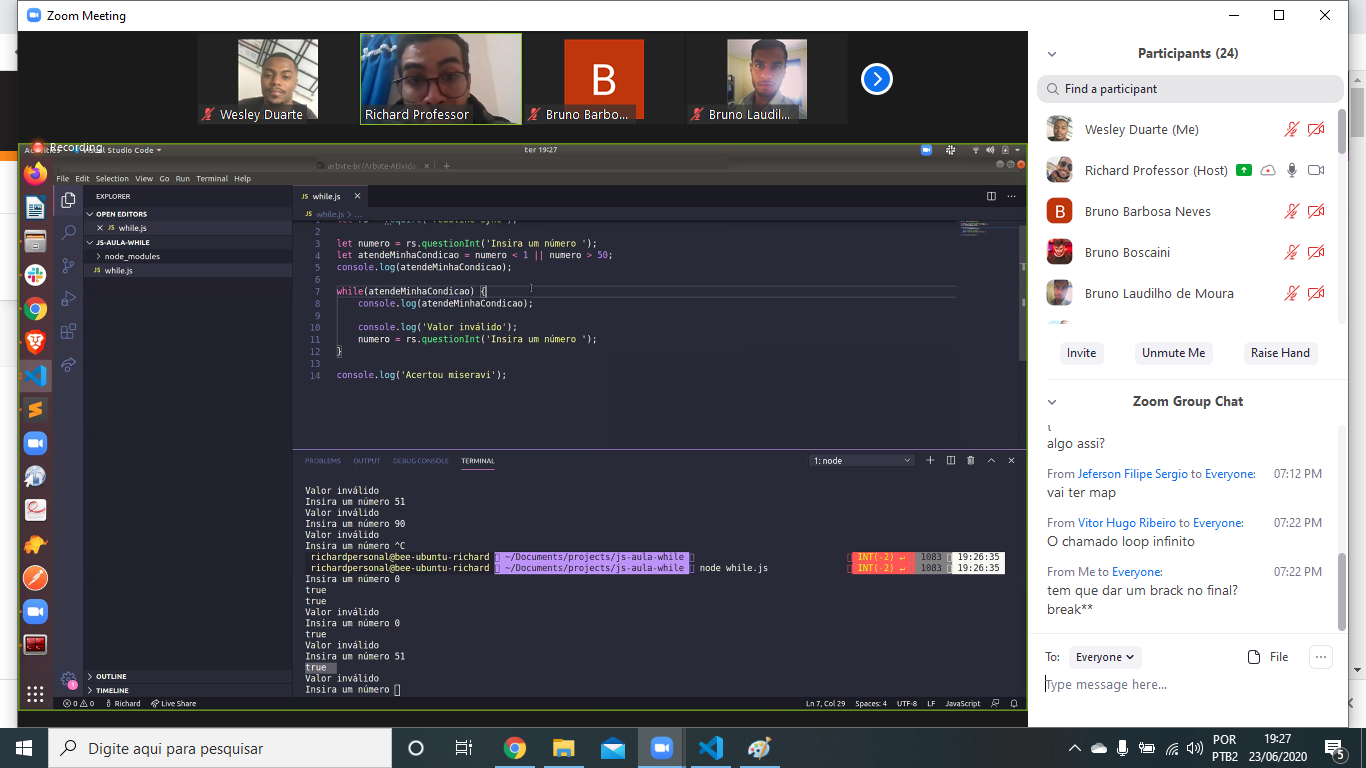 Zoom Meeting
Wesley Duarte
Richard Professor
B
Bruno Barbo...
Bruno Laudil...
Recording
Visual Studio Code
ter 19:27
File Edit Selection View Go Run Terminal Help
EXPLORER
OPEN EDITORS
JS while.js
JS-AULA-WHILE
node_modules
JS while.js
OUTLINE
TIMELINE
JS while.js
JS while.js > ...
2
3 let numero = rs.questionInt('Insira um número ');
4 let atendeMinhaCondicao = numero < 1 || numero > 50;
5 console.log(atendeMinhaCondicao);
6
7 while(atendeMinhaCondicao) {
8 console.log(atendeMinhaCondicao);
9
10 console.log('Valor inválido');
11 numero = rs.questionInt('Insira um número ');
12 }
13
14 console.log('Acertou miseravi');
PROBLEMS OUTPUT DEBUG CONSOLE TERMINAL
1: node
Valor inválido
Insira um número 51
Valor inválido
Insira um número 90
Valor inválido
Insira um número ^C
richardpersonal@bee-ubuntu-richard ~/Documents/projects/js-aula-while INT(-2) ↵ 1083 19:26:35
richardpersonal@bee-ubuntu-richard ~/Documents/projects/js-aula-while node while.js INT(-2) ↵ 1083 19:26:35
Insira um número 0
true
true
Valor inválido
Insira um número 0
true
Valor inválido
Insira um número 51
true
Valor inválido
Insira um número
0 0 Richard Live Share
Ln 7, Col 29 Spaces: 4 UTF-8 LF JavaScript
Participants (24)
Find a participant
Wesley Duarte (Me)
Richard Professor (Host)
B Bruno Barbosa Neves
Bruno Boscaini
Bruno Laudilho de Moura
Invite Unmute Me Raise Hand
Zoom Group Chat
algo assi?
From Jeferson Filipe Sergio to Everyone: 07:12 PM
vai ter map
From Vitor Hugo Ribeiro to Everyone: 07:22 PM
O chamado loop infinito
From Me to Everyone: 07:22 PM
tem que dar um brack no final?
break**
To: Everyone File
Type message here...
Digite aqui para pesquisar
POR
PTB2
19:27
23/06/2020
5